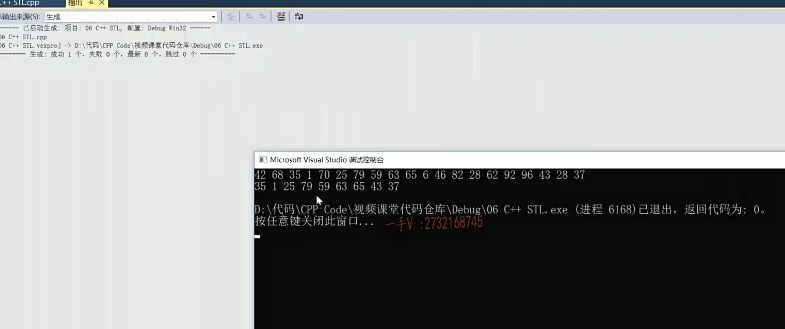 STL.cpp 输出
输出来源(S): 生成
------ 已启动生成: 项目: 06 C++ STL, 配置: Debug Win32 ------
06 C++ STL.cpp
06 C++ STL.vcxproj -> D:\代码\CPP Code\视频课堂代码仓库\Debug\06 C++ STL.exe
======== 生成: 成功 1 个，失败 0 个，最新 0 个，跳过 0 个 ==========
Microsoft Visual Studio 调试控制台
42 68 35 1 70 25 79 59 63 65 6 46 82 28 62 92 96 43 28 37
35 1 25 79 59 63 65 43 37
D:\代码\CPP Code\视频课堂代码仓库\Debug\06 C++ STL.exe (进程 6168)已退出，返回代码为: 0。
按任意键关闭此窗口... 一手V :2732168745